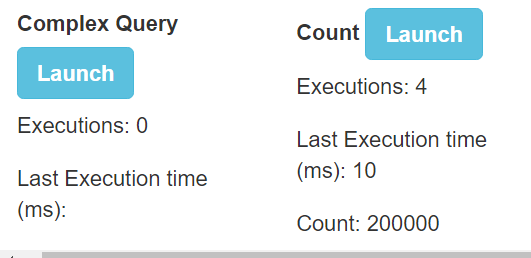 Complex Query
Launch
Executions: 0
Last Execution time
(ms):
Count Launch
Executions: 4
Last Execution time
(ms): 10
Count: 200000